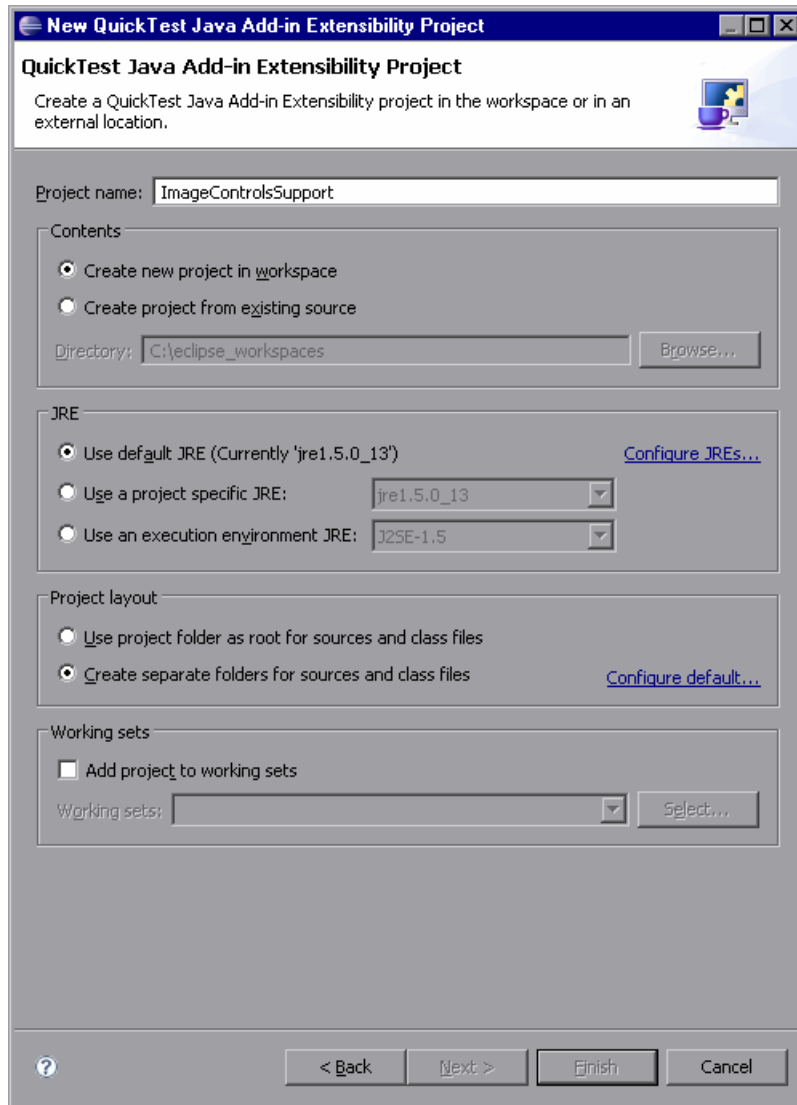 New QuickTest Java Add-in Extensibility Project
QuickTest Java Add-in Extensibility Project
Create a QuickTest Java Add-in Extensibility project in the workspace or in an
external location.
Project name: ImageControlsSupport
Contents
Create new project in workspace
Create project from existing source
Directory: C:\eclipse_workspaces Browse...
JRE
Use default JRE (Currently 'jre1.5.0_13') Configure JREs...
Use a project specific JRE: jre1.5.0_13
Use an execution environment JRE: J2SE-1.5
Project layout
Use project folder as root for sources and class files
Create separate folders for sources and class files Configure default...
Working sets
Add project to working sets
Working sets: Select...
? < Back Next > Finish Cancel